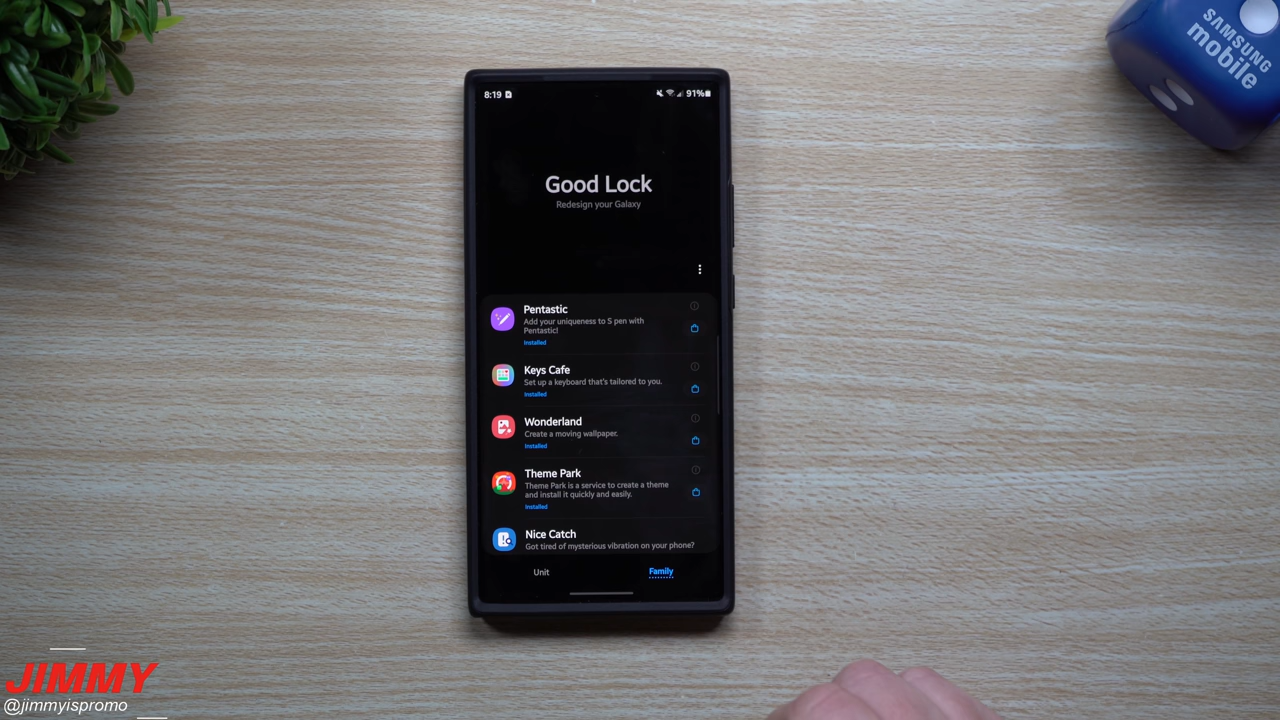 SAMSUNG
mobile
8:19
91%
Good Lock
Redesign your Galaxy
Pentastic
Add your uniqueness to S pen with
Pentastic!
Installed
Keys Cafe
Set up a keyboard that's tailored to you.
Installed
Wonderland
Create a moving wallpaper.
Installed
Theme Park
Theme Park is a service to create a theme
and install it quickly and easily.
Installed
Nice Catch
Got tired of mysterious vibration on your phone?
Unit
Family
JIMMY
@jimmyispromo